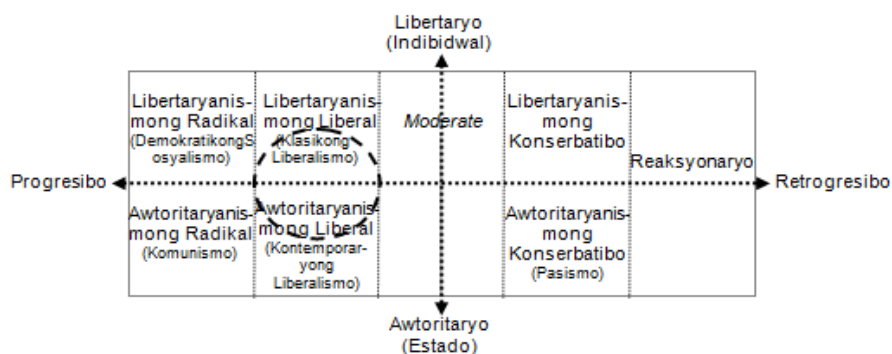 Libertaryo
(Indibidwal)
Libertaryanis-
mong Radikal
(DemokratikongS
osyalismo)
Libertaryanis-
mong Liberal
(Klasikong
Liberalismo)
Moderate
Libertaryanis-
mong
Konserbatibo
Reaksyonaryo
Progresibo
Retrogresibo
Awtoritaryanis-
mong Radikal
(Komunismo)
Awtoritaryanis-
mong Liberal
(Kontemporar-
yong
Liberalismo)
Awtoritaryanis-
mong
Konserbatibo
(Pasismo)
Awtoritaryo
(Estado)